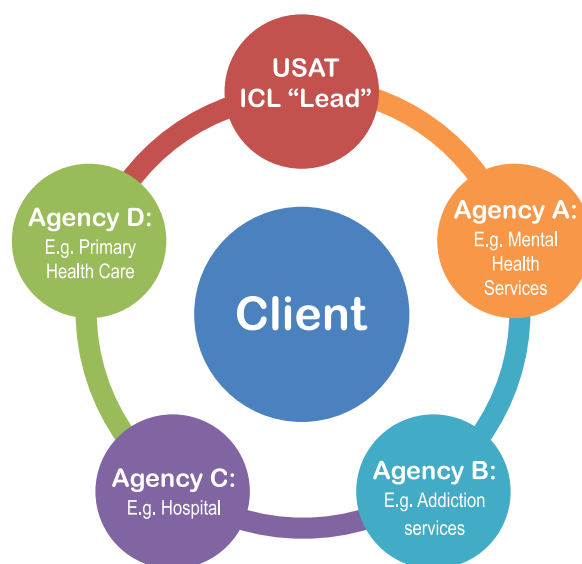 USAT
ICL “Lead”
Agency A:
E.g. Mental
Health
Services
Agency B:
E.g. Addiction
services
Agency C:
E.g. Hospital
Agency D:
E.g. Primary
Health Care
Client